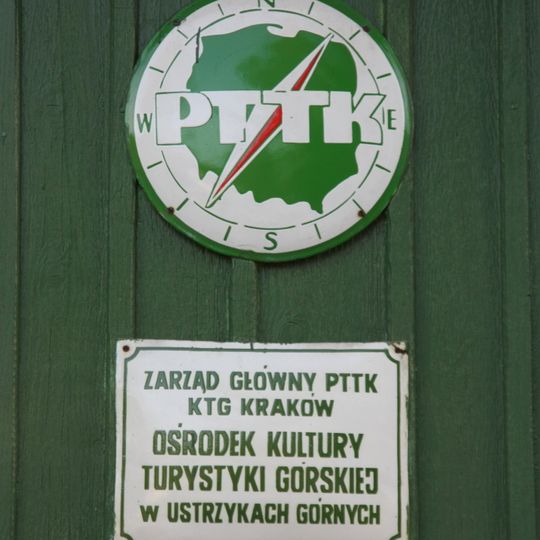 N
W PTTK E
S
ZARZĄD GŁÓWNY PTTK
KTG KRAKÓW
OŚRODEK KULTURY
TURYSTYKI GÓRSKIEJ
W USTRZYKACH GÓRNYCH